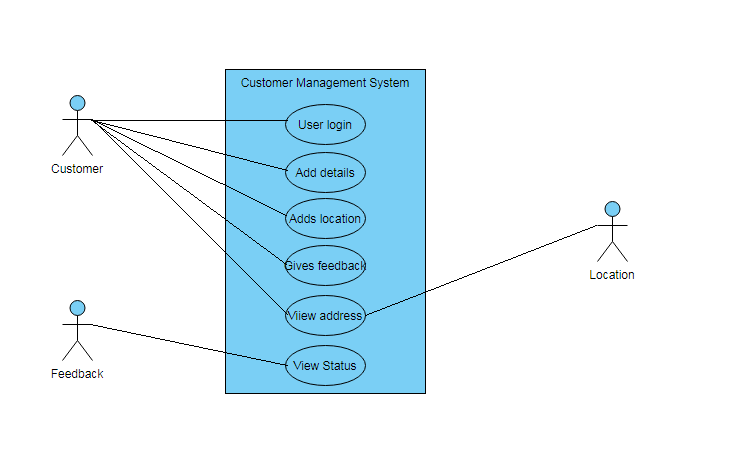 Customer Management System
User login
Customer
Add details
Adds location
Gives feedback
Location
Viiew address
View Status
Feedback